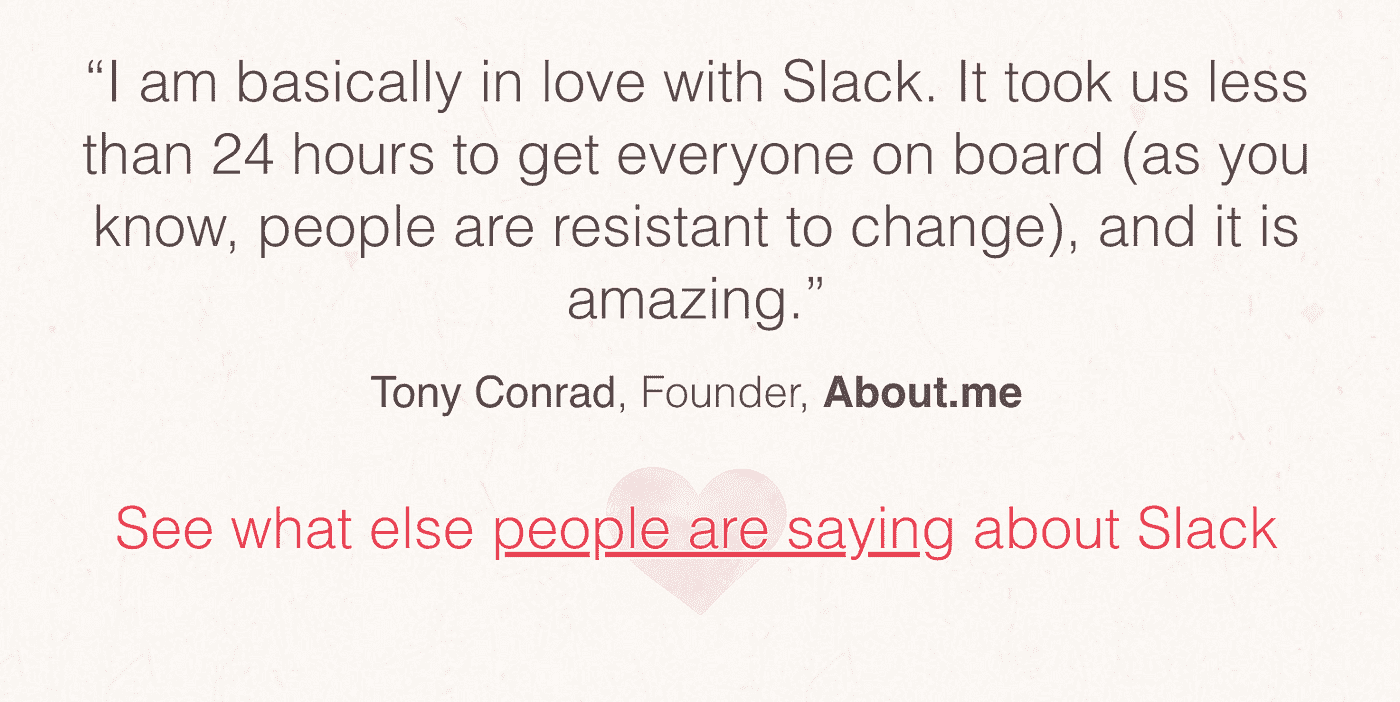 “I am basically in love with Slack. It took us less
than 24 hours to get everyone on board (as you
know, people are resistant to change), and it is
amazing.”
Tony Conrad, Founder, About.me
See what else people are saying about Slack